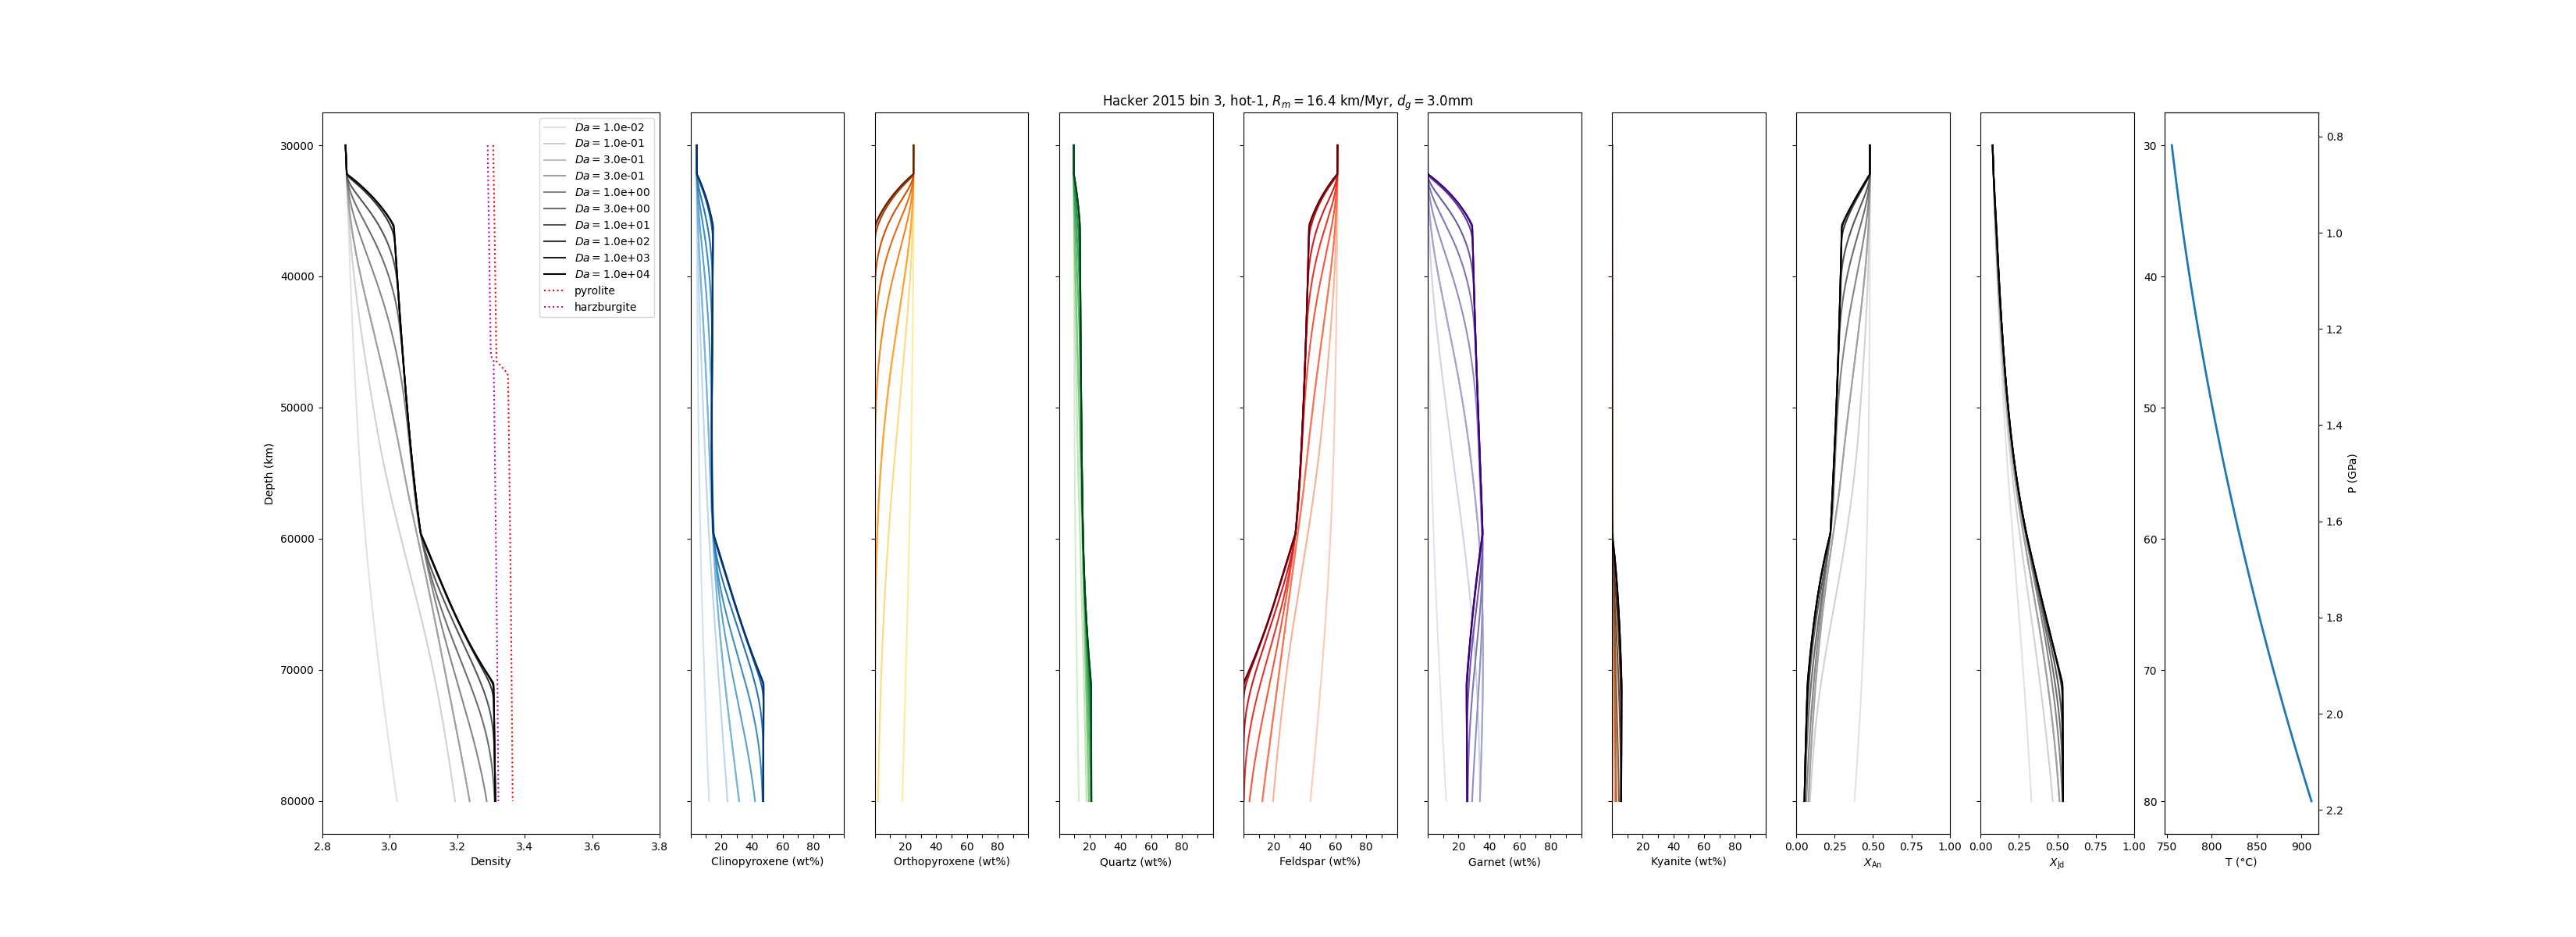 Hacker 2015 bin 3, hot-1, Rₘ = 16.4 km/Myr, d_g = 3.0mm
Da = 1.0e-02
Da = 1.0e-01
Da = 3.0e-01
Da = 3.0e-01
Da = 1.0e+00
Da = 3.0e+00
Da = 1.0e+01
Da = 1.0e+02
Da = 1.0e+03
Da = 1.0e+04
pyrolite
harzburgite
Depth (km)
30000
40000
50000
60000
70000
80000
2.8 3.0 3.2 3.4 3.6 3.8
Density
20 40 60 80
Clinopyroxene (wt%)
20 40 60 80
Orthopyroxene (wt%)
20 40 60 80
Quartz (wt%)
20 40 60 80
Feldspar (wt%)
20 40 60 80
Garnet (wt%)
20 40 60 80
Kyanite (wt%)
0.00 0.25 0.50 0.75 1.00
X_An
0.00 0.25 0.50 0.75 1.00
X_Jd
30
40
50
60
70
80
750 800 850 900
T (°C)
0.8
1.0
1.2
1.4
1.6
1.8
2.0
2.2
P (GPa)